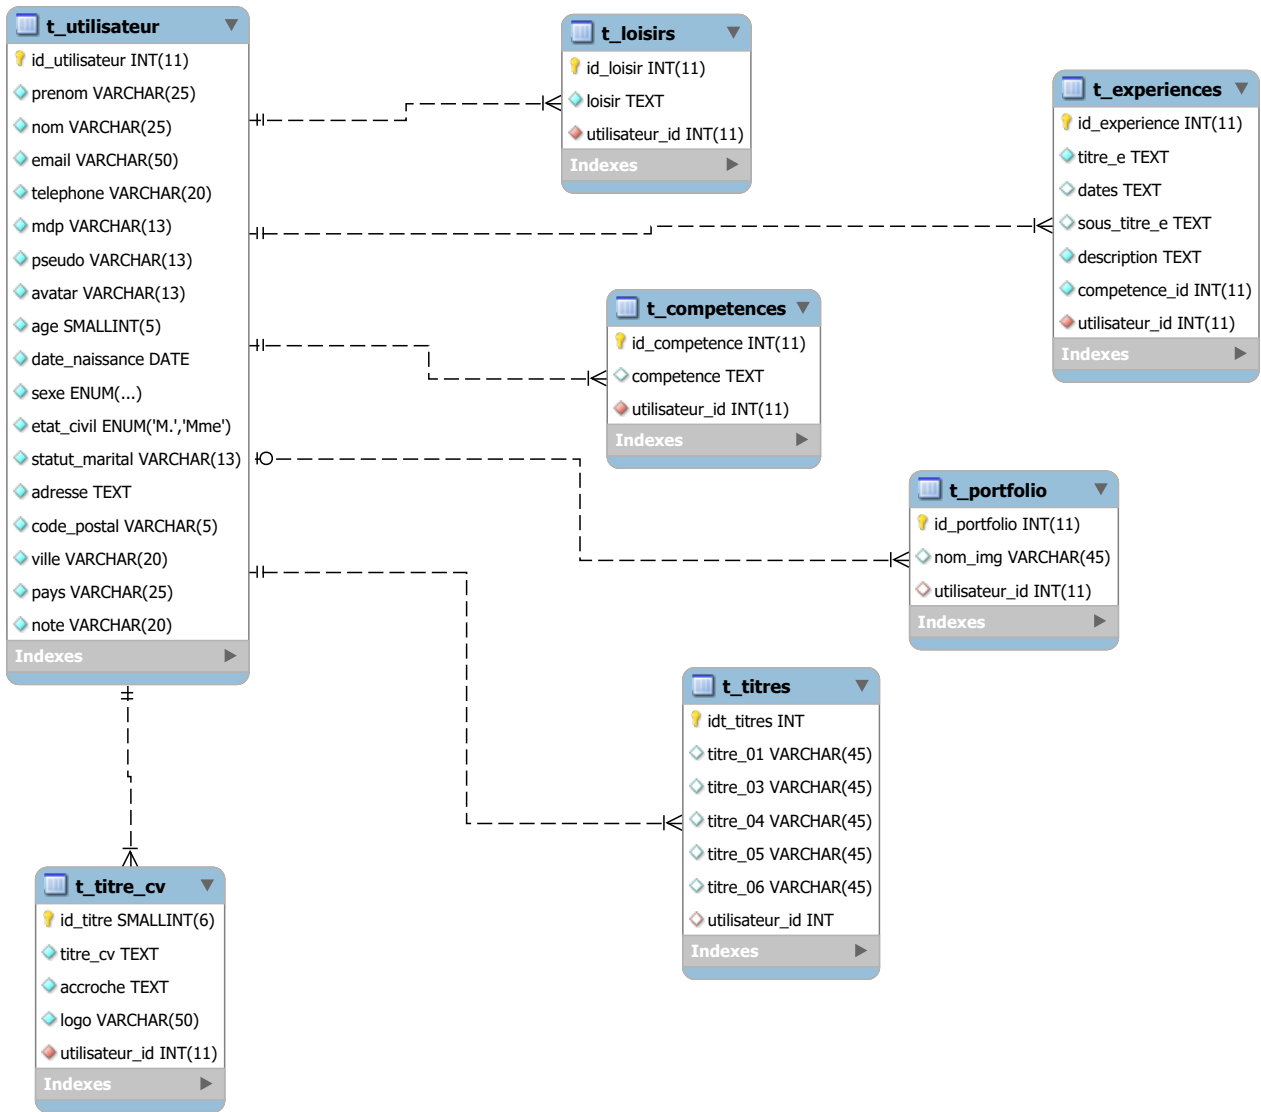 t_utilisateur
id_utilisateur INT(11)
prenom VARCHAR(25)
nom VARCHAR(25)
email VARCHAR(50)
telephone VARCHAR(20)
mdp VARCHAR(13)
pseudo VARCHAR(13)
avatar VARCHAR(13)
age SMALLINT(5)
date_naissance DATE
sexe ENUM(...)
etat_civil ENUM('M.','Mme')
statut_marital VARCHAR(13)
adresse TEXT
code_postal VARCHAR(5)
ville VARCHAR(20)
pays VARCHAR(25)
note VARCHAR(20)
Indexes
t_loisirs
id_loisir INT(11)
loisir TEXT
utilisateur_id INT(11)
Indexes
t_experiences
id_experience INT(11)
titre_e TEXT
dates TEXT
sous_titre_e TEXT
description TEXT
competence_id INT(11)
utilisateur_id INT(11)
Indexes
t_competences
id_competence INT(11)
competence TEXT
utilisateur_id INT(11)
Indexes
t_portfolio
id_portfolio INT(11)
nom_img VARCHAR(45)
utilisateur_id INT(11)
Indexes
t_titres
idt_titres INT
titre_01 VARCHAR(45)
titre_03 VARCHAR(45)
titre_04 VARCHAR(45)
titre_05 VARCHAR(45)
titre_06 VARCHAR(45)
utilisateur_id INT
Indexes
t_titre_cv
id_titre SMALLINT(6)
titre_cv TEXT
accroche TEXT
logo VARCHAR(50)
utilisateur_id INT(11)
Indexes